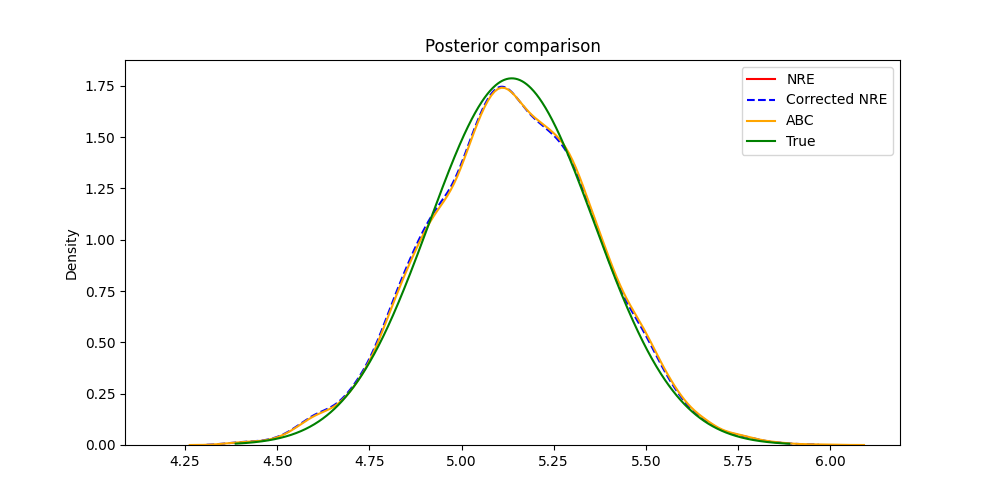 Posterior comparison
NRE
Corrected NRE
ABC
True
Density
1.75
1.50
1.25
1.00
0.75
0.50
0.25
0.00
4.25 4.50 4.75 5.00 5.25 5.50 5.75 6.00